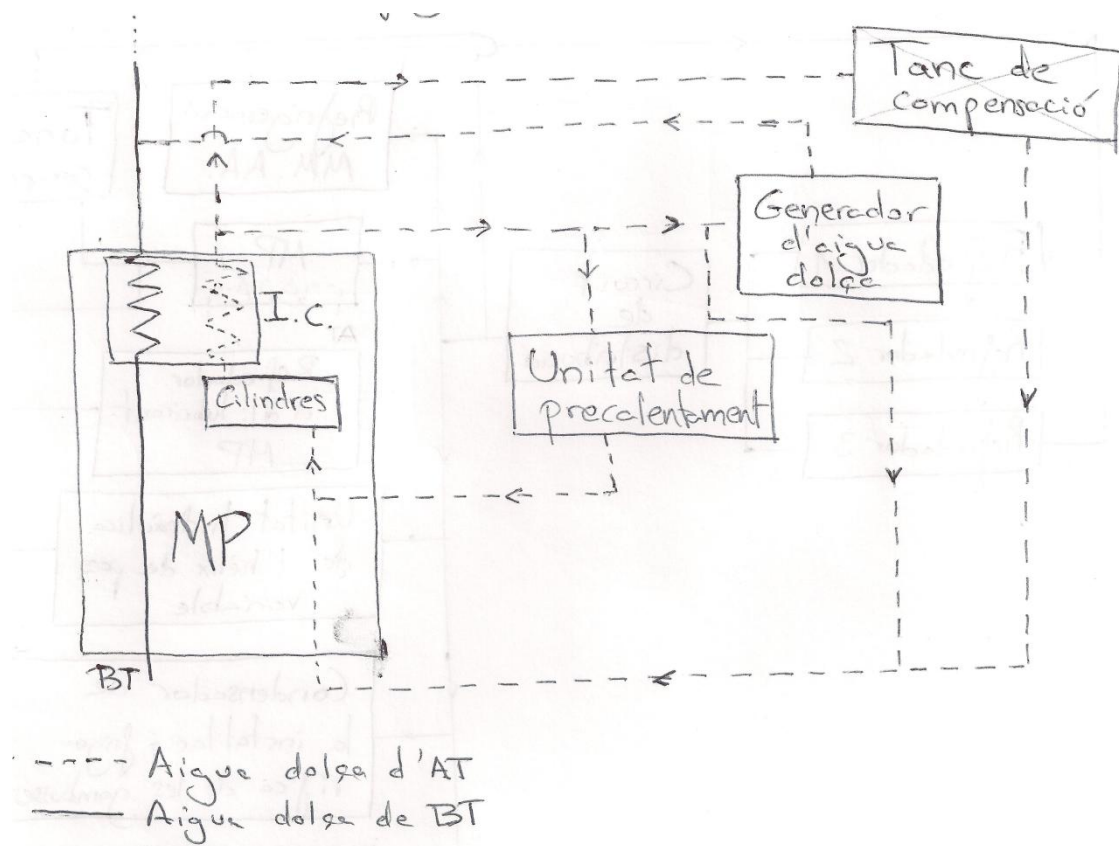 Tanc de
compensació
Generador
d'aigua
dolça
I.C.
Unitat de
precalentament
Cilindres
MP
BT
Aigua dolça d'AT
Aigua dolça de BT